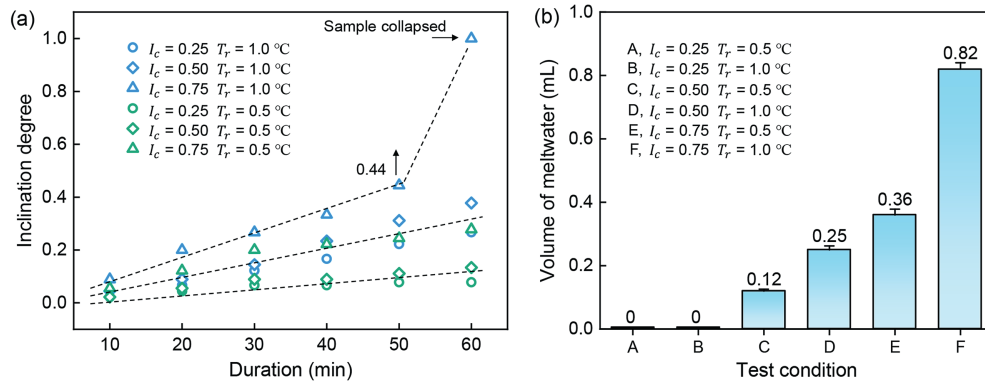 (a)
Sample collapsed
I_c = 0.25 T_r = 1.0 ℃
I_c = 0.50 T_r = 1.0 ℃
I_c = 0.75 T_r = 1.0 ℃
I_c = 0.25 T_r = 0.5 ℃
I_c = 0.50 T_r = 0.5 ℃
I_c = 0.75 T_r = 0.5 ℃
0.44
Inclination degree
1.0
0.8
0.6
0.4
0.2
0.0
10 20 30 40 50 60
Duration (min)
(b)
A, I_c = 0.25 T_r = 0.5 ℃
B, I_c = 0.25 T_r = 1.0 ℃
C, I_c = 0.50 T_r = 0.5 ℃
D, I_c = 0.50 T_r = 1.0 ℃
E, I_c = 0.75 T_r = 0.5 ℃
F, I_c = 0.75 T_r = 1.0 ℃
Volume of meltwater (mL)
1.0
0.8
0.6
0.4
0.2
0.0
0 0 0.12 0.25 0.36 0.82
A B C D E F
Test condition